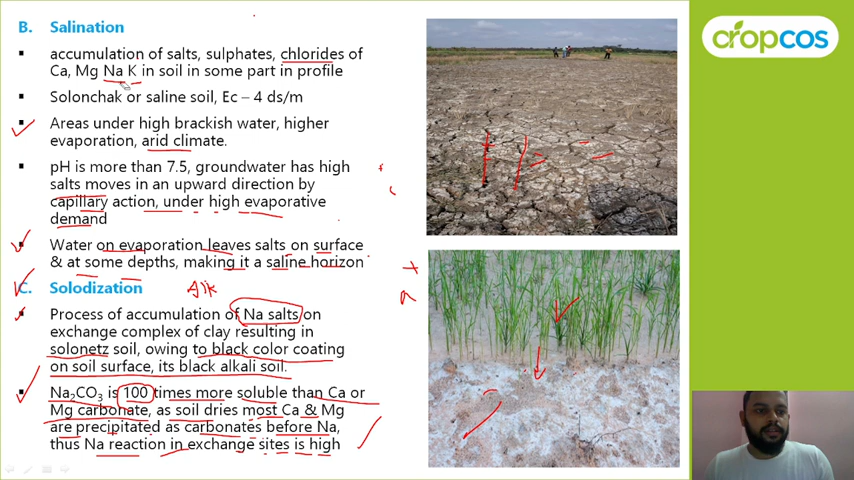 B. Salination
accumulation of salts, sulphates, chlorides of
Ca, Mg Na K in soil in some part in profile
Solonchak or saline soil, Ec – 4 ds/m
Areas under high brackish water, higher
evaporation, arid climate.
pH is more than 7.5, groundwater has high
salts moves in an upward direction by
capillary action, under high evaporative
demand
Water on evaporation leaves salts on surface
& at some depths, making it a saline horizon
C. Solodization
Process of accumulation of Na salts on
exchange complex of clay resulting in
solonetz soil, owing to black color coating
on soil surface, its black alkali soil.
Na₂CO₃ is 100 times more soluble than Ca or
Mg carbonate, as soil dries most Ca & Mg
are precipitated as carbonates before Na,
thus Na reaction in exchange sites is high
cropcos